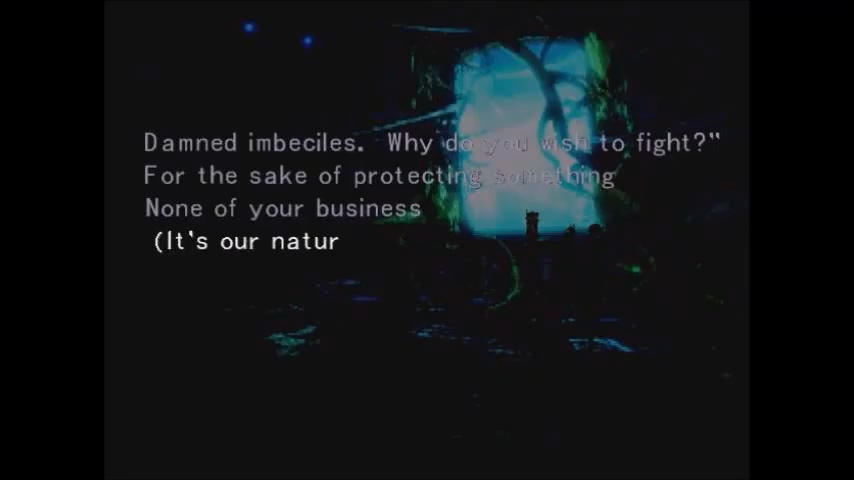 Damned imbeciles.  Why do you wish to fight?"
For the sake of protecting something
None of your business
(It's our natur